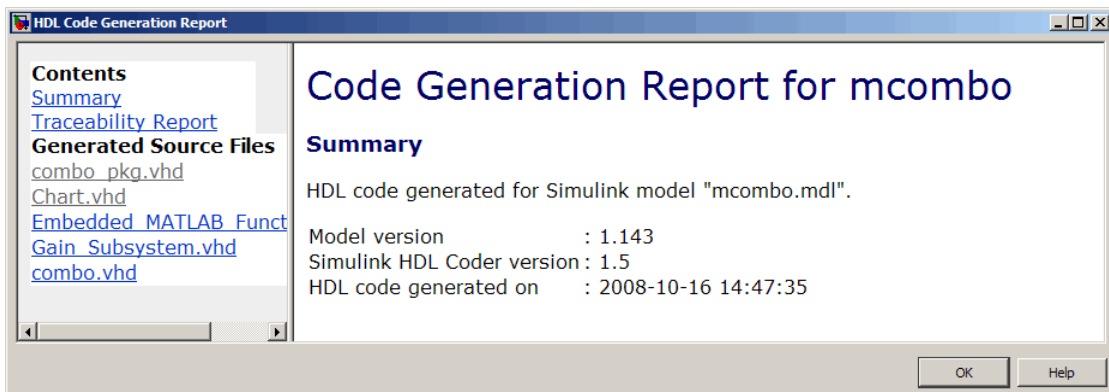 HDL Code Generation Report
Contents
Summary
Traceability Report
Generated Source Files
combo_pkg.vhd
Chart.vhd
Embedded_MATLAB_Funct
Gain_Subsystem.vhd
combo.vhd
Code Generation Report for mcombo
Summary
HDL code generated for Simulink model "mcombo.mdl".
Model version : 1.143
Simulink HDL Coder version : 1.5
HDL code generated on : 2008-10-16 14:47:35
OK
Help